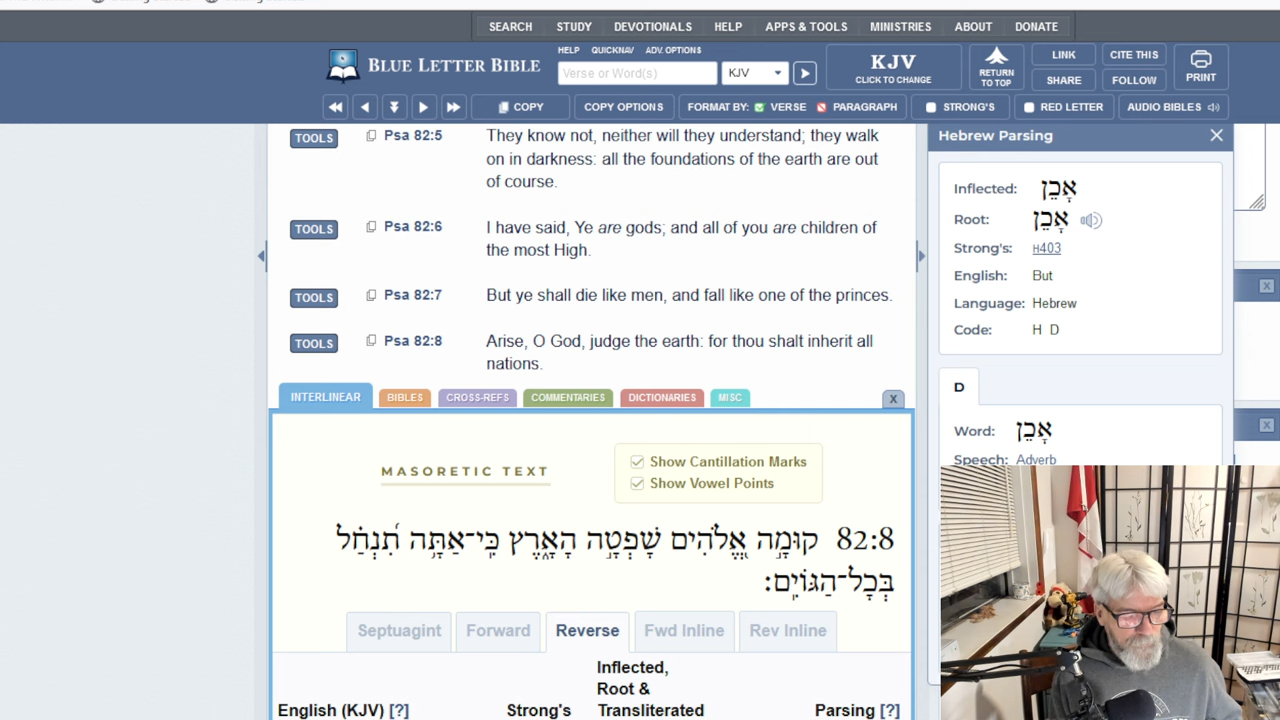 SEARCH STUDY DEVOTIONALS HELP APPS & TOOLS MINISTRIES ABOUT DONATE
BLUE LETTER BIBLE
HELP QUICKNAV ADV. OPTIONS
Verse or Word(s) KJV
KJV
CLICK TO CHANGE
RETURN
TO TOP
LINK CITE THIS
SHARE FOLLOW
PRINT
COPY COPY OPTIONS FORMAT BY: VERSE PARAGRAPH STRONG'S RED LETTER AUDIO BIBLES
TOOLS Psa 82:5 They know not, neither will they understand; they walk
on in darkness: all the foundations of the earth are out
of course.
TOOLS Psa 82:6 I have said, Ye are gods; and all of you are children of
the most High.
TOOLS Psa 82:7 But ye shall die like men, and fall like one of the princes.
TOOLS Psa 82:8 Arise, O God, judge the earth: for thou shalt inherit all
nations.
INTERLINEAR BIBLES CROSS-REFS COMMENTARIES DICTIONARIES MISC X
MASORETIC TEXT
Show Cantillation Marks
Show Vowel Points
82:8 קוּמָ֣ה אֱ֭לֹהִים שָׁפְטָ֣ה הָאָ֑רֶץ כִּֽי־אַתָּ֥ה תִ֝נְחַ֗ל
בְּכָל־הַגּוֹיִֽם׃
Septuagint Forward Reverse Fwd Inline Rev Inline
English (KJV) [?] Strong's Inflected,
Root &
Transliterated Parsing [?]
Hebrew Parsing
Inflected: אָכֵן
Root: אָכֵן
Strong's: H403
English: But
Language: Hebrew
Code: H D
D
Word: אָכֵן
Speech: Adverb
X
X